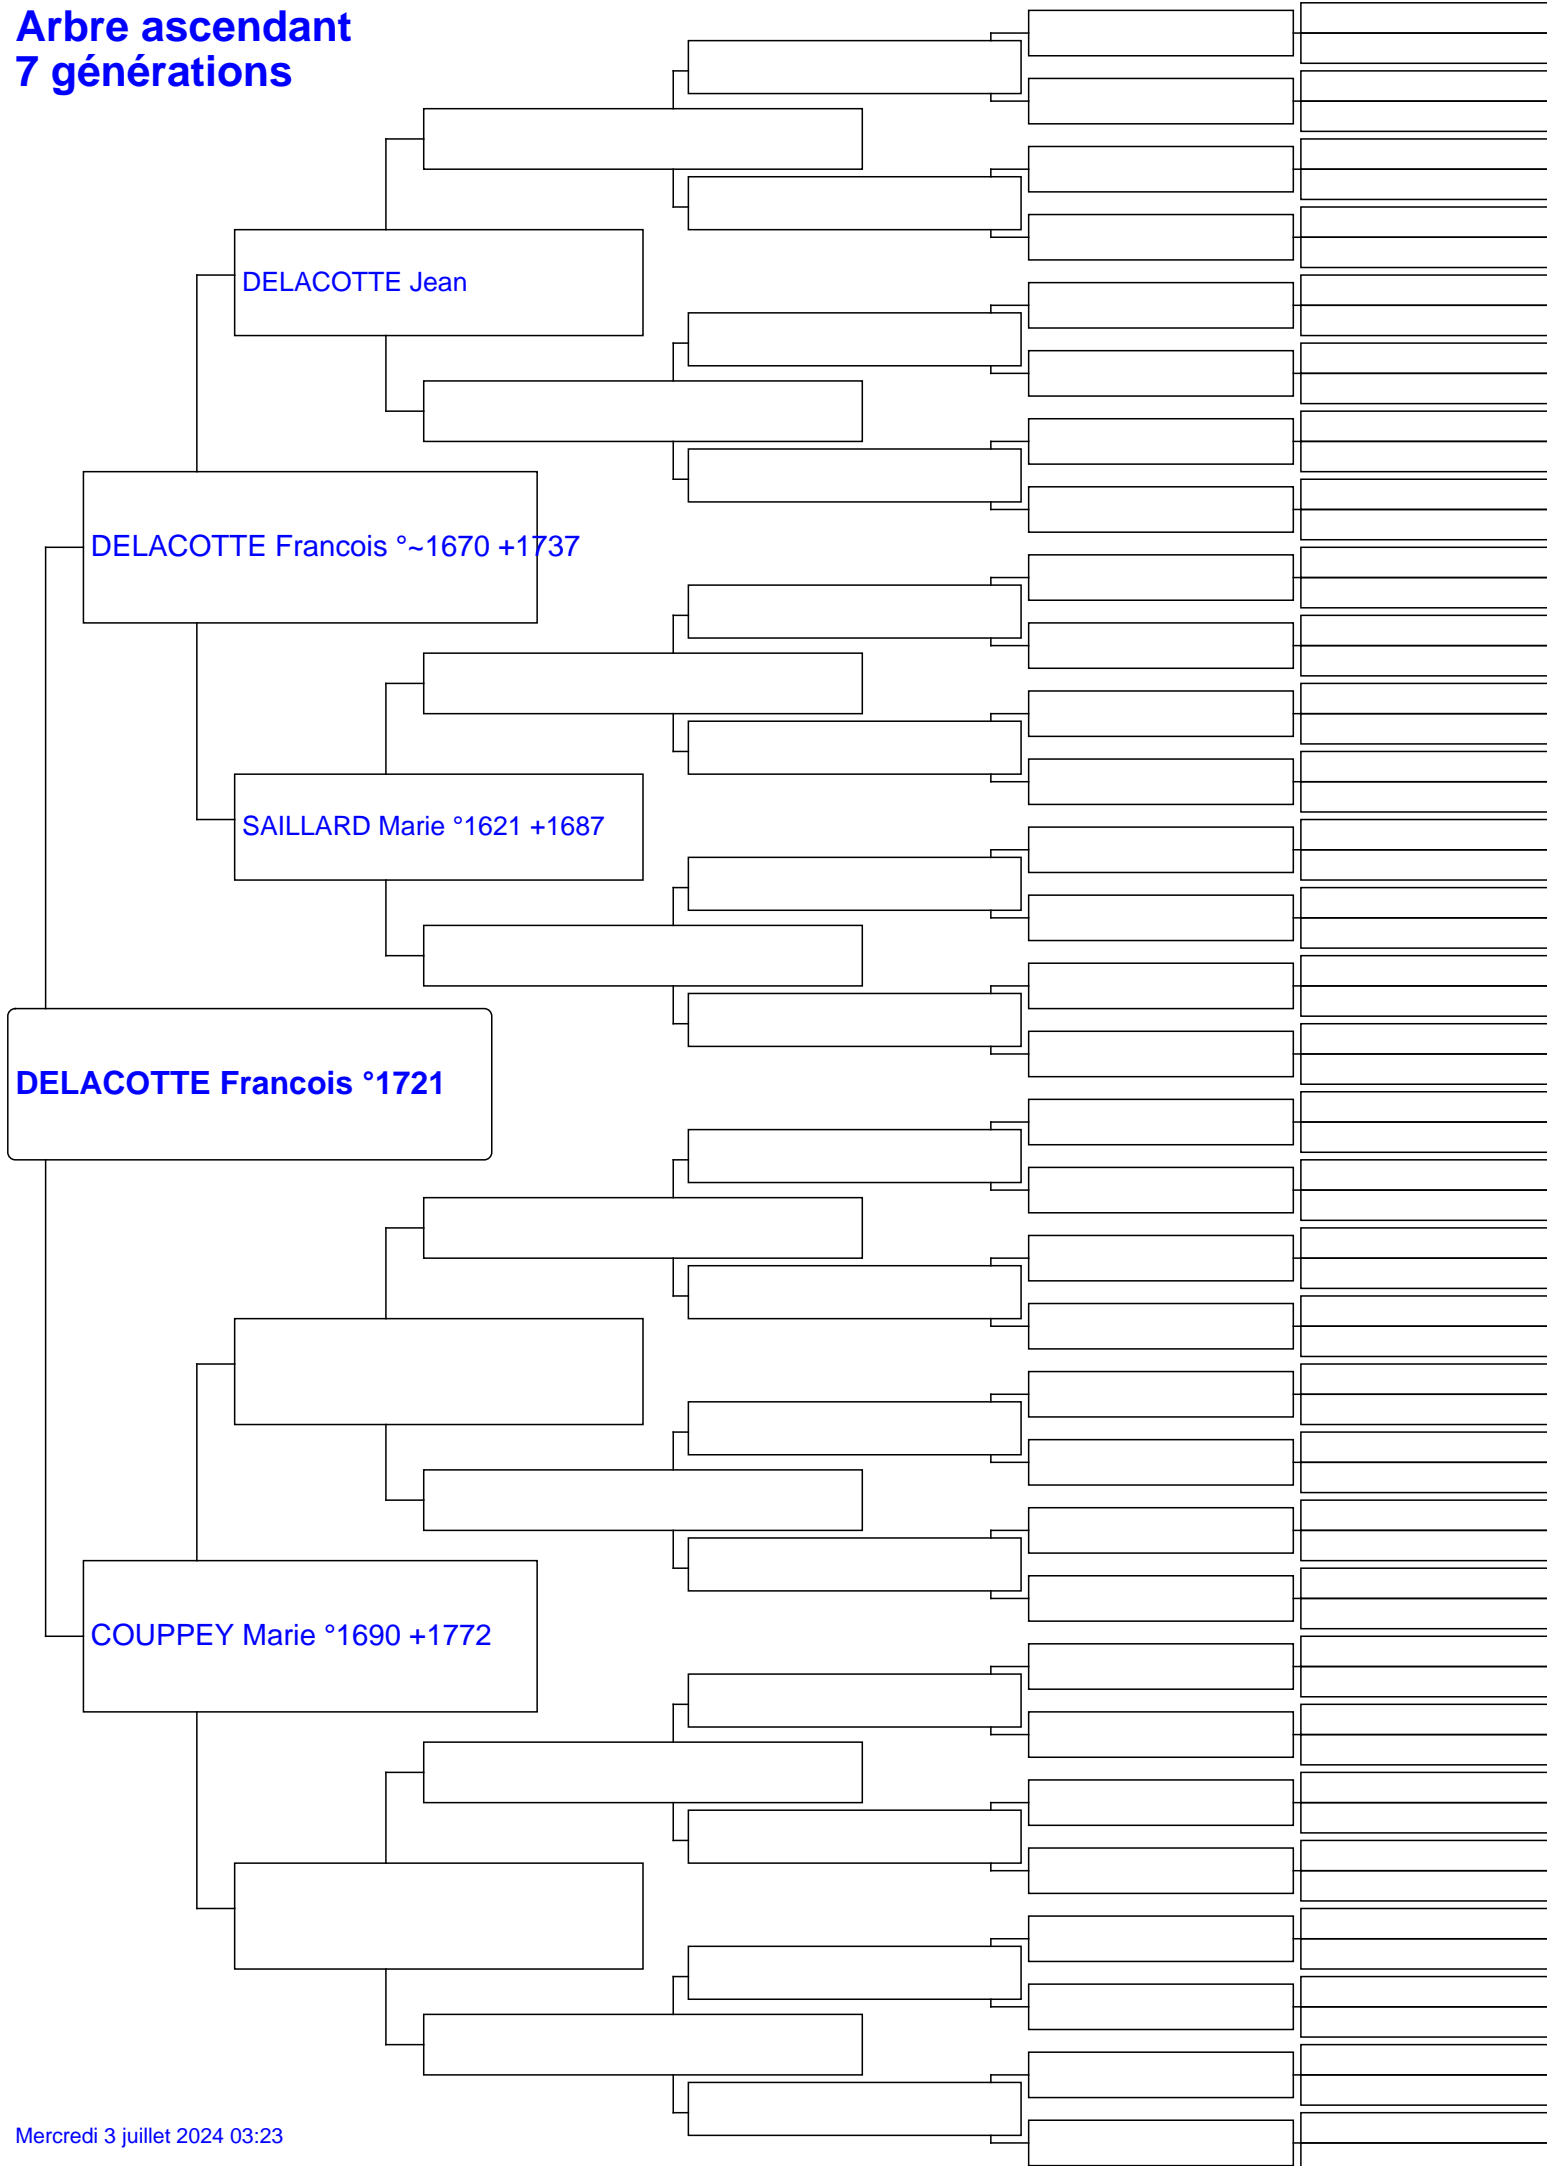 Arbre ascendant
7 générations
DELACOTTE Jean
DELACOTTE Francois °~1670 +1737
SAILLARD Marie °1621 +1687
DELACOTTE Francois °1721
COUPPEY Marie °1690 +1772
Mercredi 3 juillet 2024 03:23